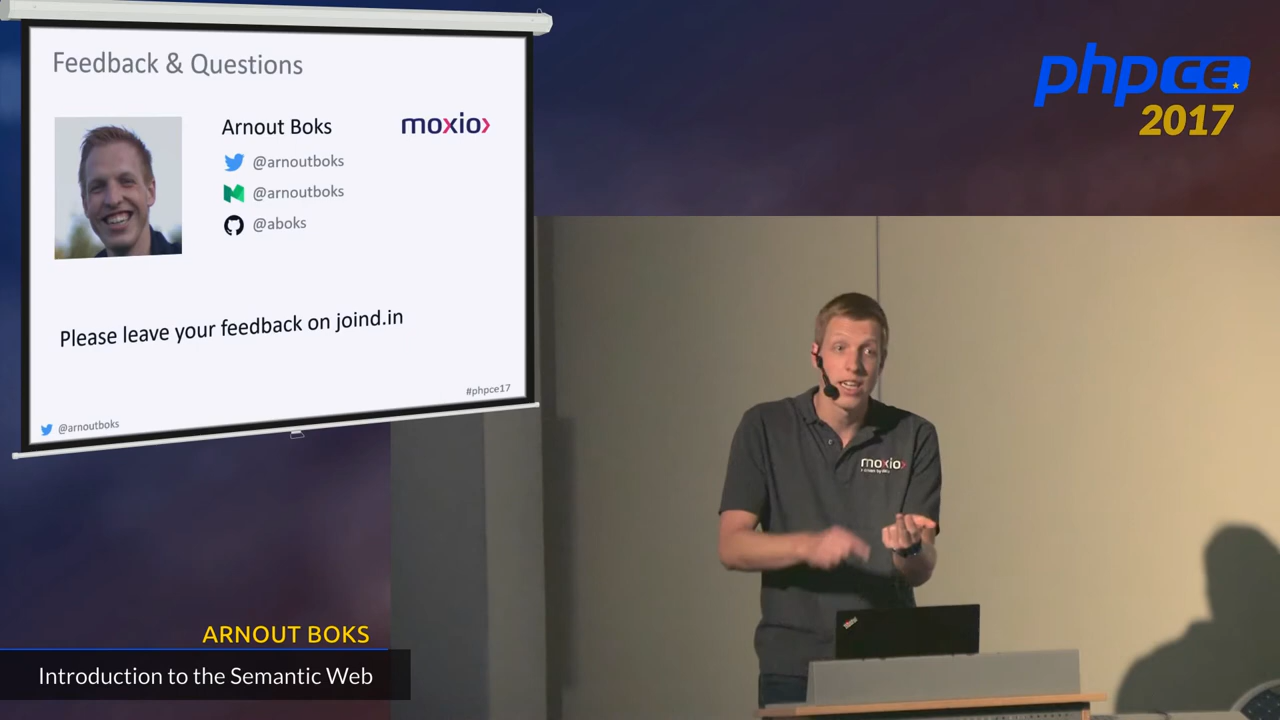 Feedback & Questions
Arnout Boks
moxio
@arnoutboks
@arnoutboks
@aboks
Please leave your feedback on joind.in
#phpce17
@arnoutboks
phpCE
2017
moxio
ARNOUT BOKS
Introduction to the Semantic Web